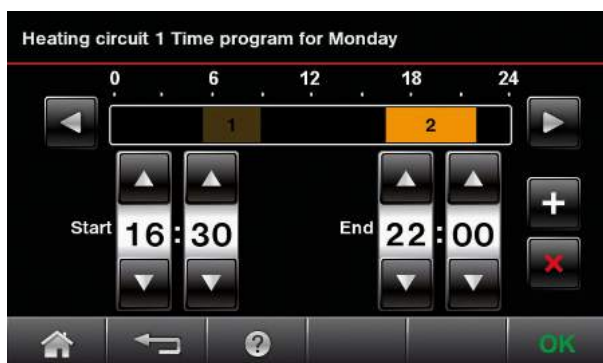 Heating circuit 1 Time program for Monday
0 6 12 18 24
1 2
Start 16:30 End 22:00
OK